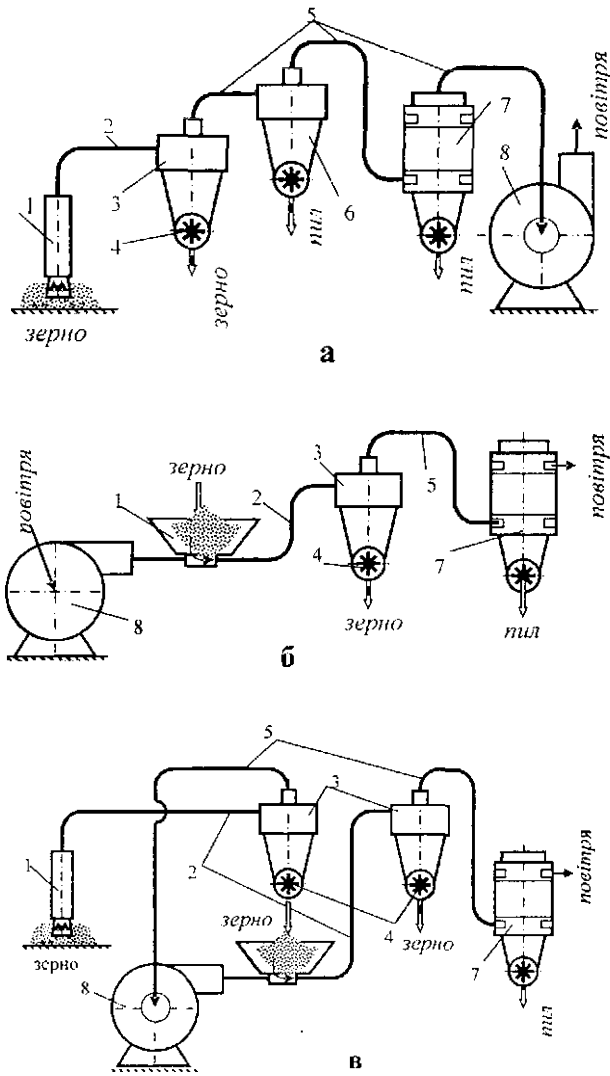 5
2
3
1
4
6
7
8
повітря
зерно
зерно
пил
пил
а
повітря
зерно
1
2
3
4
5
7
8
повітря
зерно
пил
б
5
3
1
2
зерно
зерно
4
зерно
7
8
повітря
пил
в